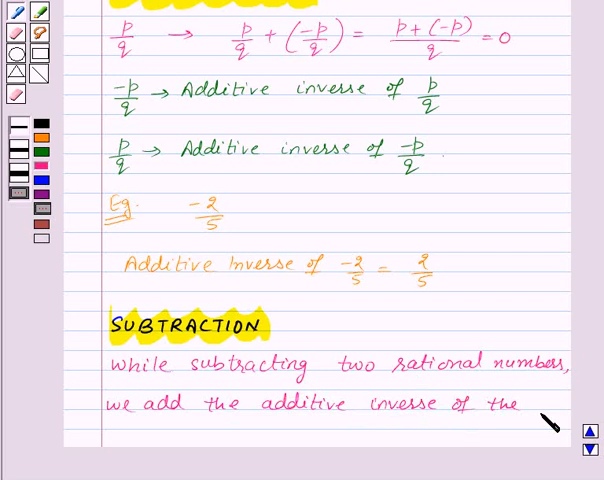 p/q → p/q + (-p/q) = p+(-p)/q = 0
-p/q → Additive inverse of p/q
p/q → Additive inverse of -p/q.
Eg. -2/5
Additive Inverse of -2/5 = 2/5
SUBTRACTION
While subtracting two rational numbers,
we add the additive inverse of the